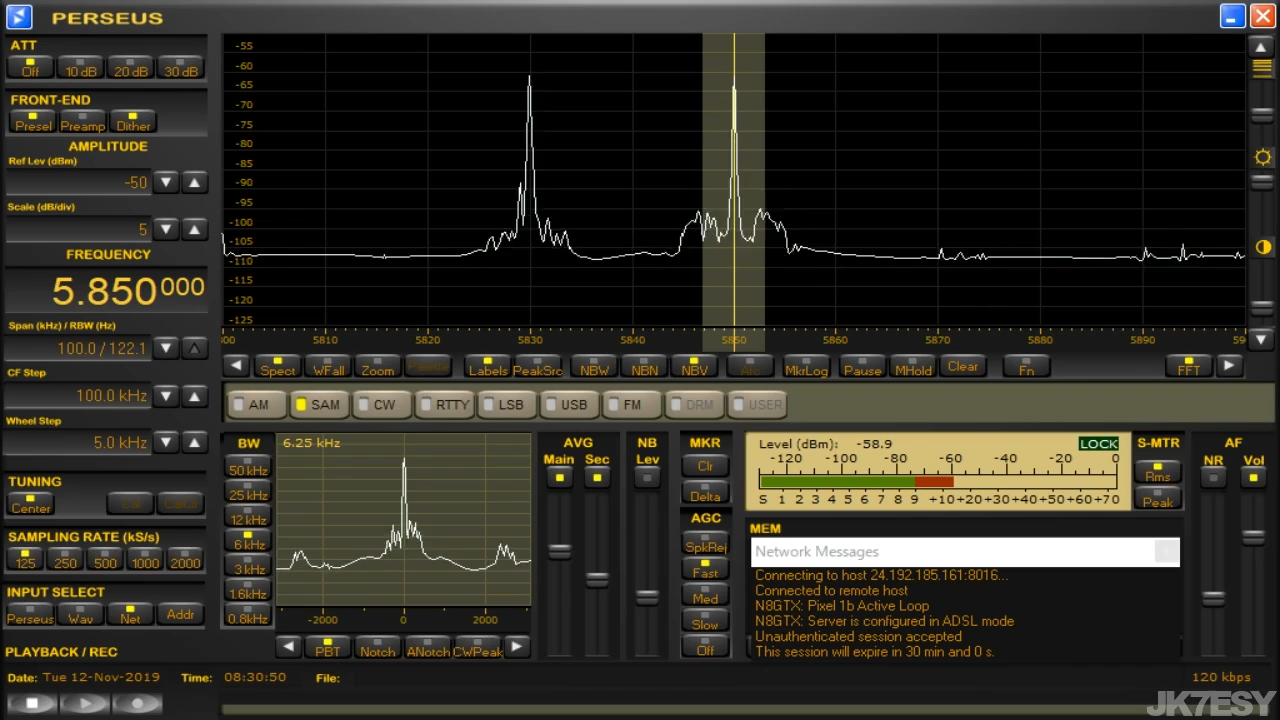 PERSEUS
ATT
Off 10 dB 20 dB 30 dB
FRONT-END
Presel Preamp Dither
AMPLITUDE
Ref Lev (dBm)
-50
Scale (dB/div)
5
FREQUENCY
5.850 000
Span (kHz) / RBW (Hz)
100.0 / 122.1
CF Step
100.0 kHz
Wheel Step
5.0 kHz
TUNING
Center
SAMPLING RATE (kS/s)
125 250 500 1000 2000
INPUT SELECT
Perseus Wav Net Addr
PLAYBACK / REC
-55
-60
-65
-70
-75
-80
-85
-90
-95
-100
-105
-110
-115
-120
-125
5810 5820 5830 5840 5850 5860 5870 5880 5890
Spect WFall Zoom Labels PeakSrc NBW NBN NBV MkrLog Pause MHold Clear Fn FFT
AM SAM CW RTTY LSB USB FM DRM USER
BW
50 kHz
25 kHz
12 kHz
6 kHz
3 kHz
1.6kHz
0.8kHz
6.25 kHz
-2000 0 2000
PBT Notch ANotch CWPeak
AVG
Main Sec
NB
Lev
MKR
Clr
Delta
AGC
SpkRej
Fast
Med
Slow
Off
Level (dBm): -58.9 LOCK
-120 -100 -80 -60 -40 -20 0
S 1 2 3 4 5 6 7 8 9 +10+20+30+40+50+60+70
S-MTR
Rms
Peak
AF
NR Vol
MEM
Network Messages
Connecting to host 24.192.185.161:8016...
Connected to remote host
N8GTX: Pixel 1b Active Loop
N8GTX: Server is configured in ADSL mode
Unauthenticated session accepted
This session will expire in 30 min and 0 s.
Date: Tue 12-Nov-2019 Time: 08:30:50 File:
120 kbps
JK7ESY